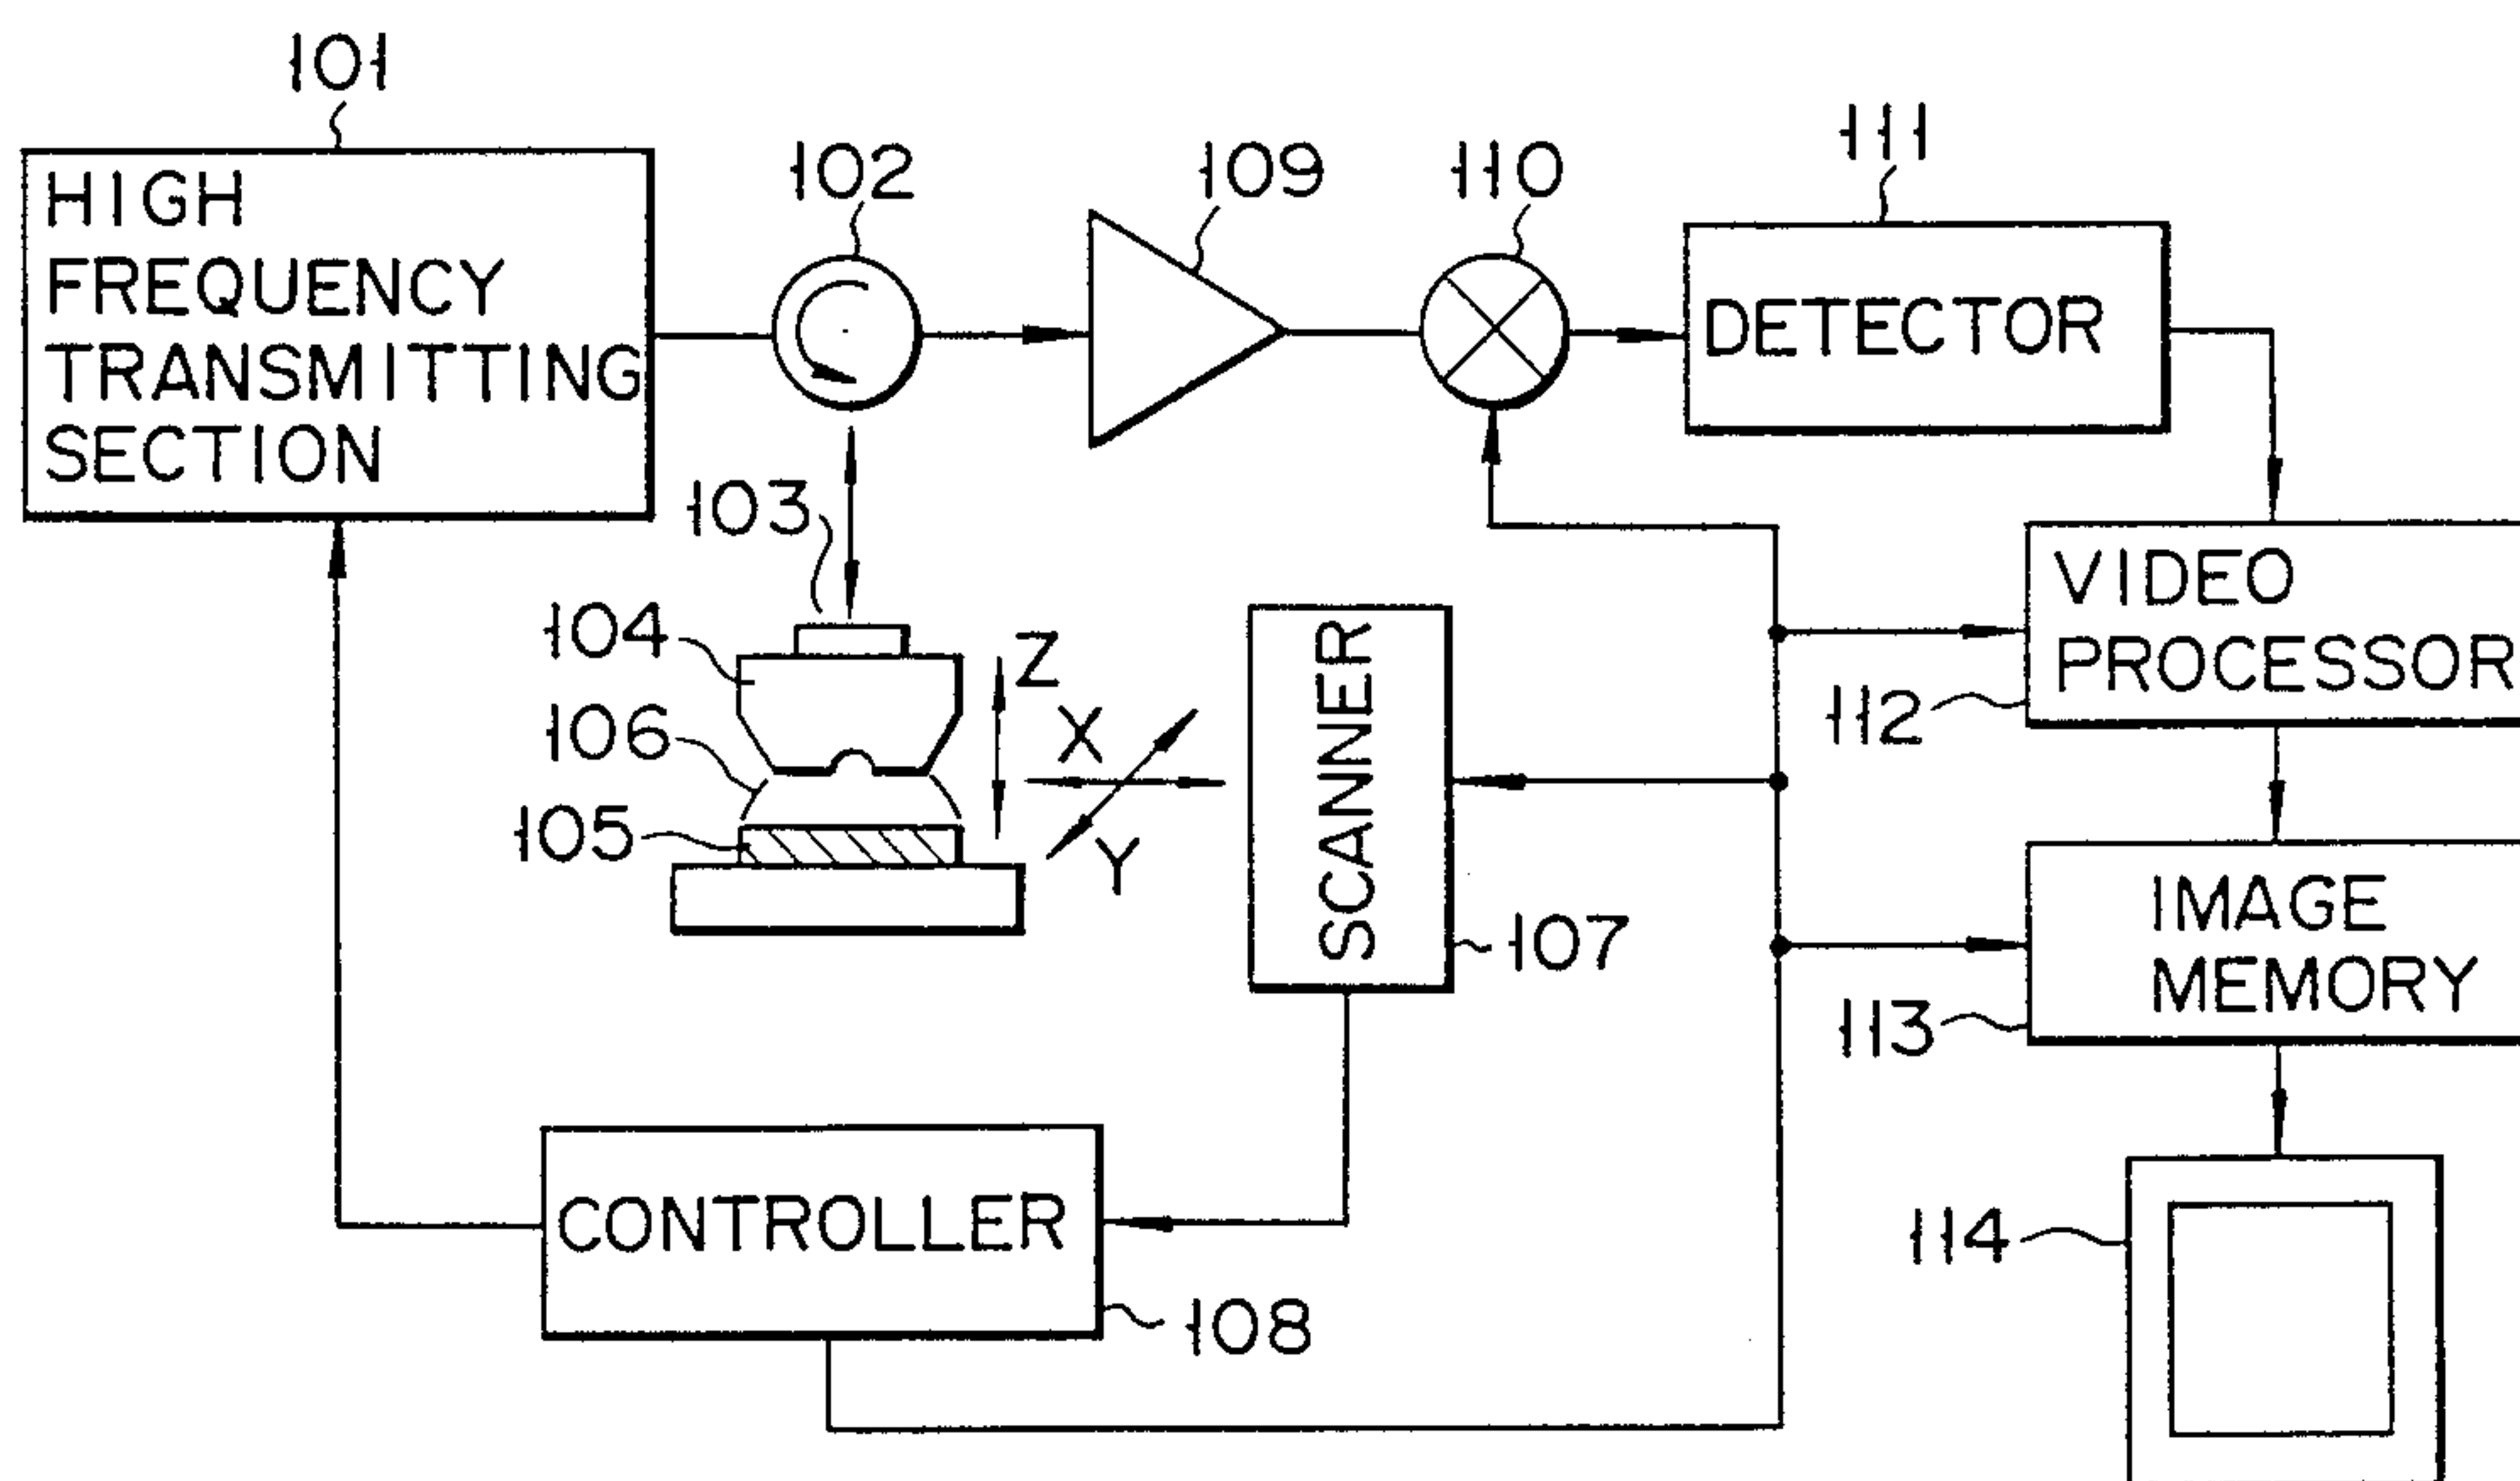 101
HIGH
FREQUENCY
TRANSMITTING
SECTION
102
109
110
111
DETECTOR
103
104
106
105
Z
X
Y
SCANNER
107
VIDEO
PROCESSOR
112
IMAGE
MEMORY
113
CONTROLLER
108
114